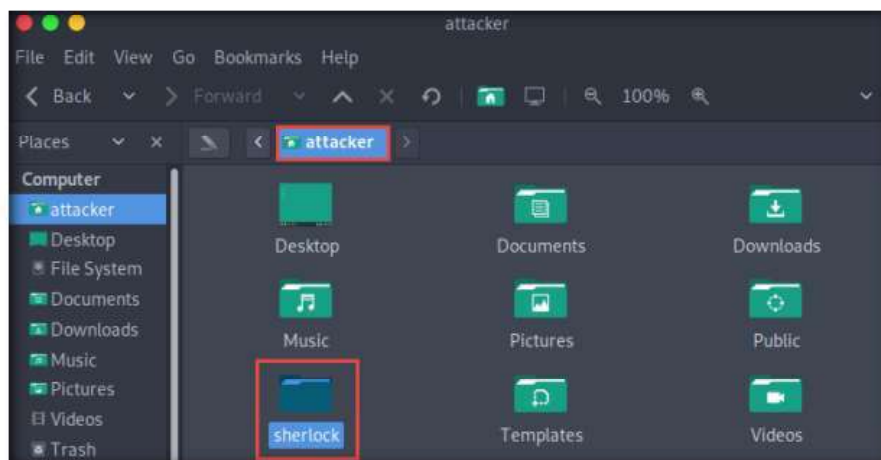 attacker
File Edit View Go Bookmarks Help
Back Forward 100%
Places attacker
Computer
attacker
Desktop
File System
Documents
Downloads
Music
Pictures
Videos
Trash
Desktop Documents Downloads
Music Pictures Public
sherlock Templates Videos